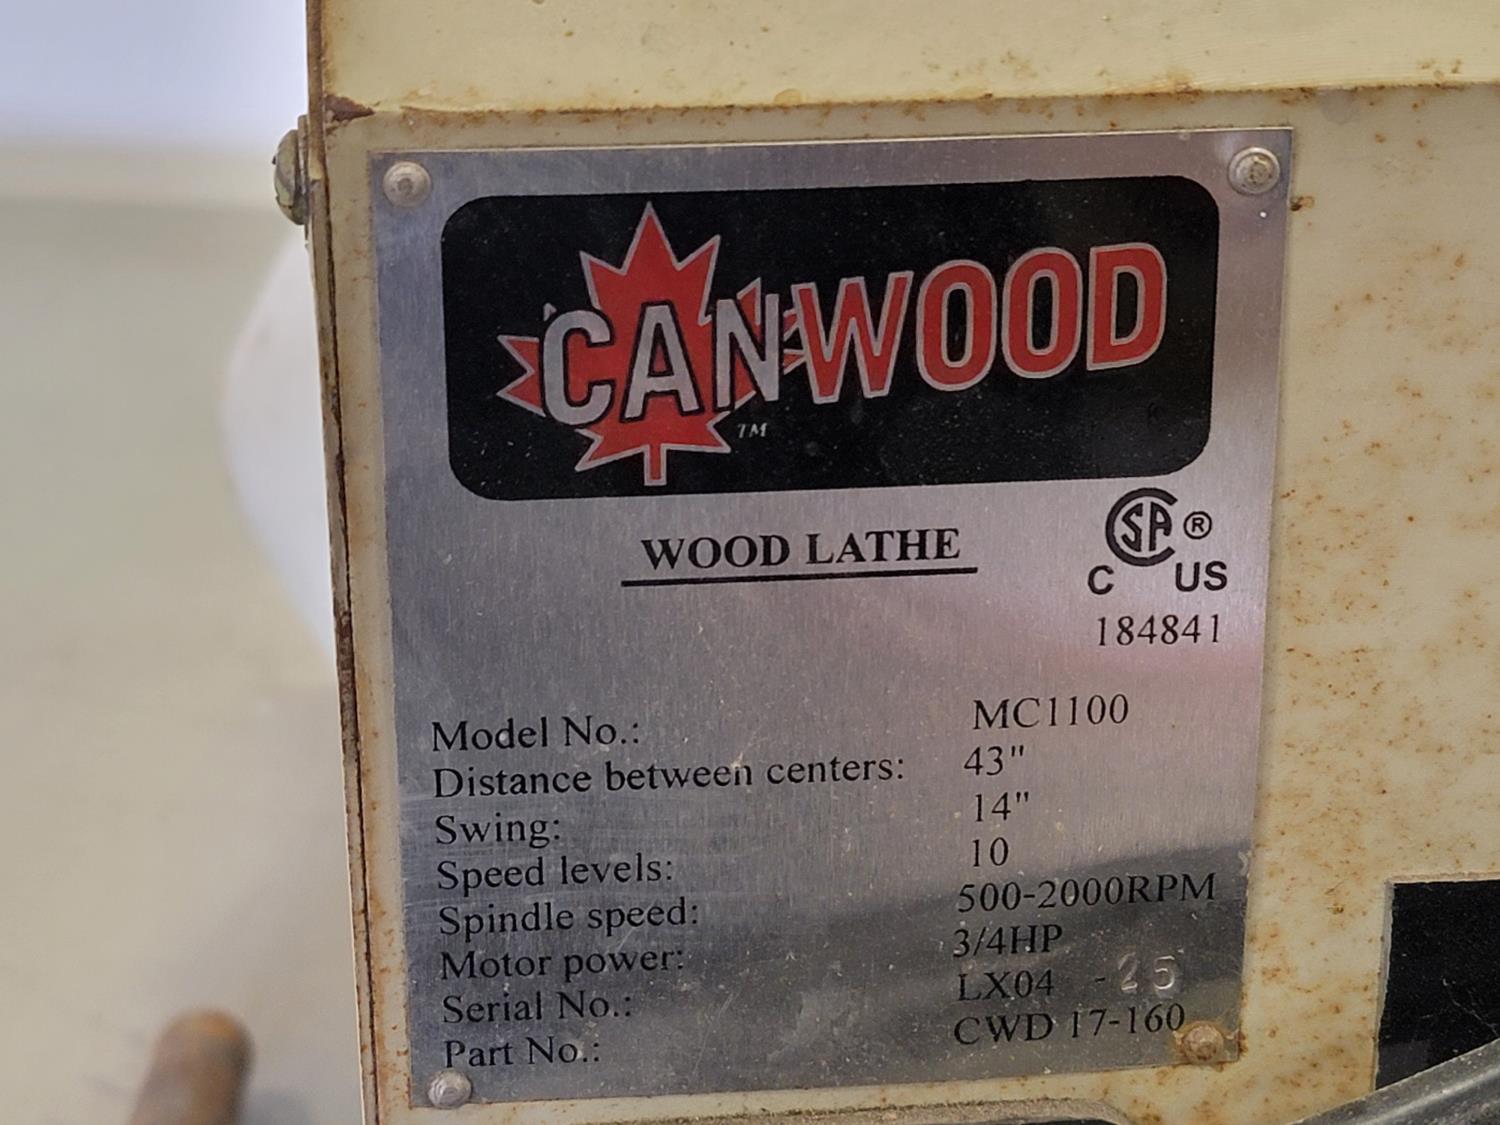 CANWOOD
TM
WOOD LATHE
CSA ®
C US
184841
Model No.: MC1100
Distance between centers: 43"
Swing: 14"
Speed levels: 10
Spindle speed: 500-2000RPM
Motor power: 3/4HP
Serial No.: LX04 -25
Part No.: CWD 17-160